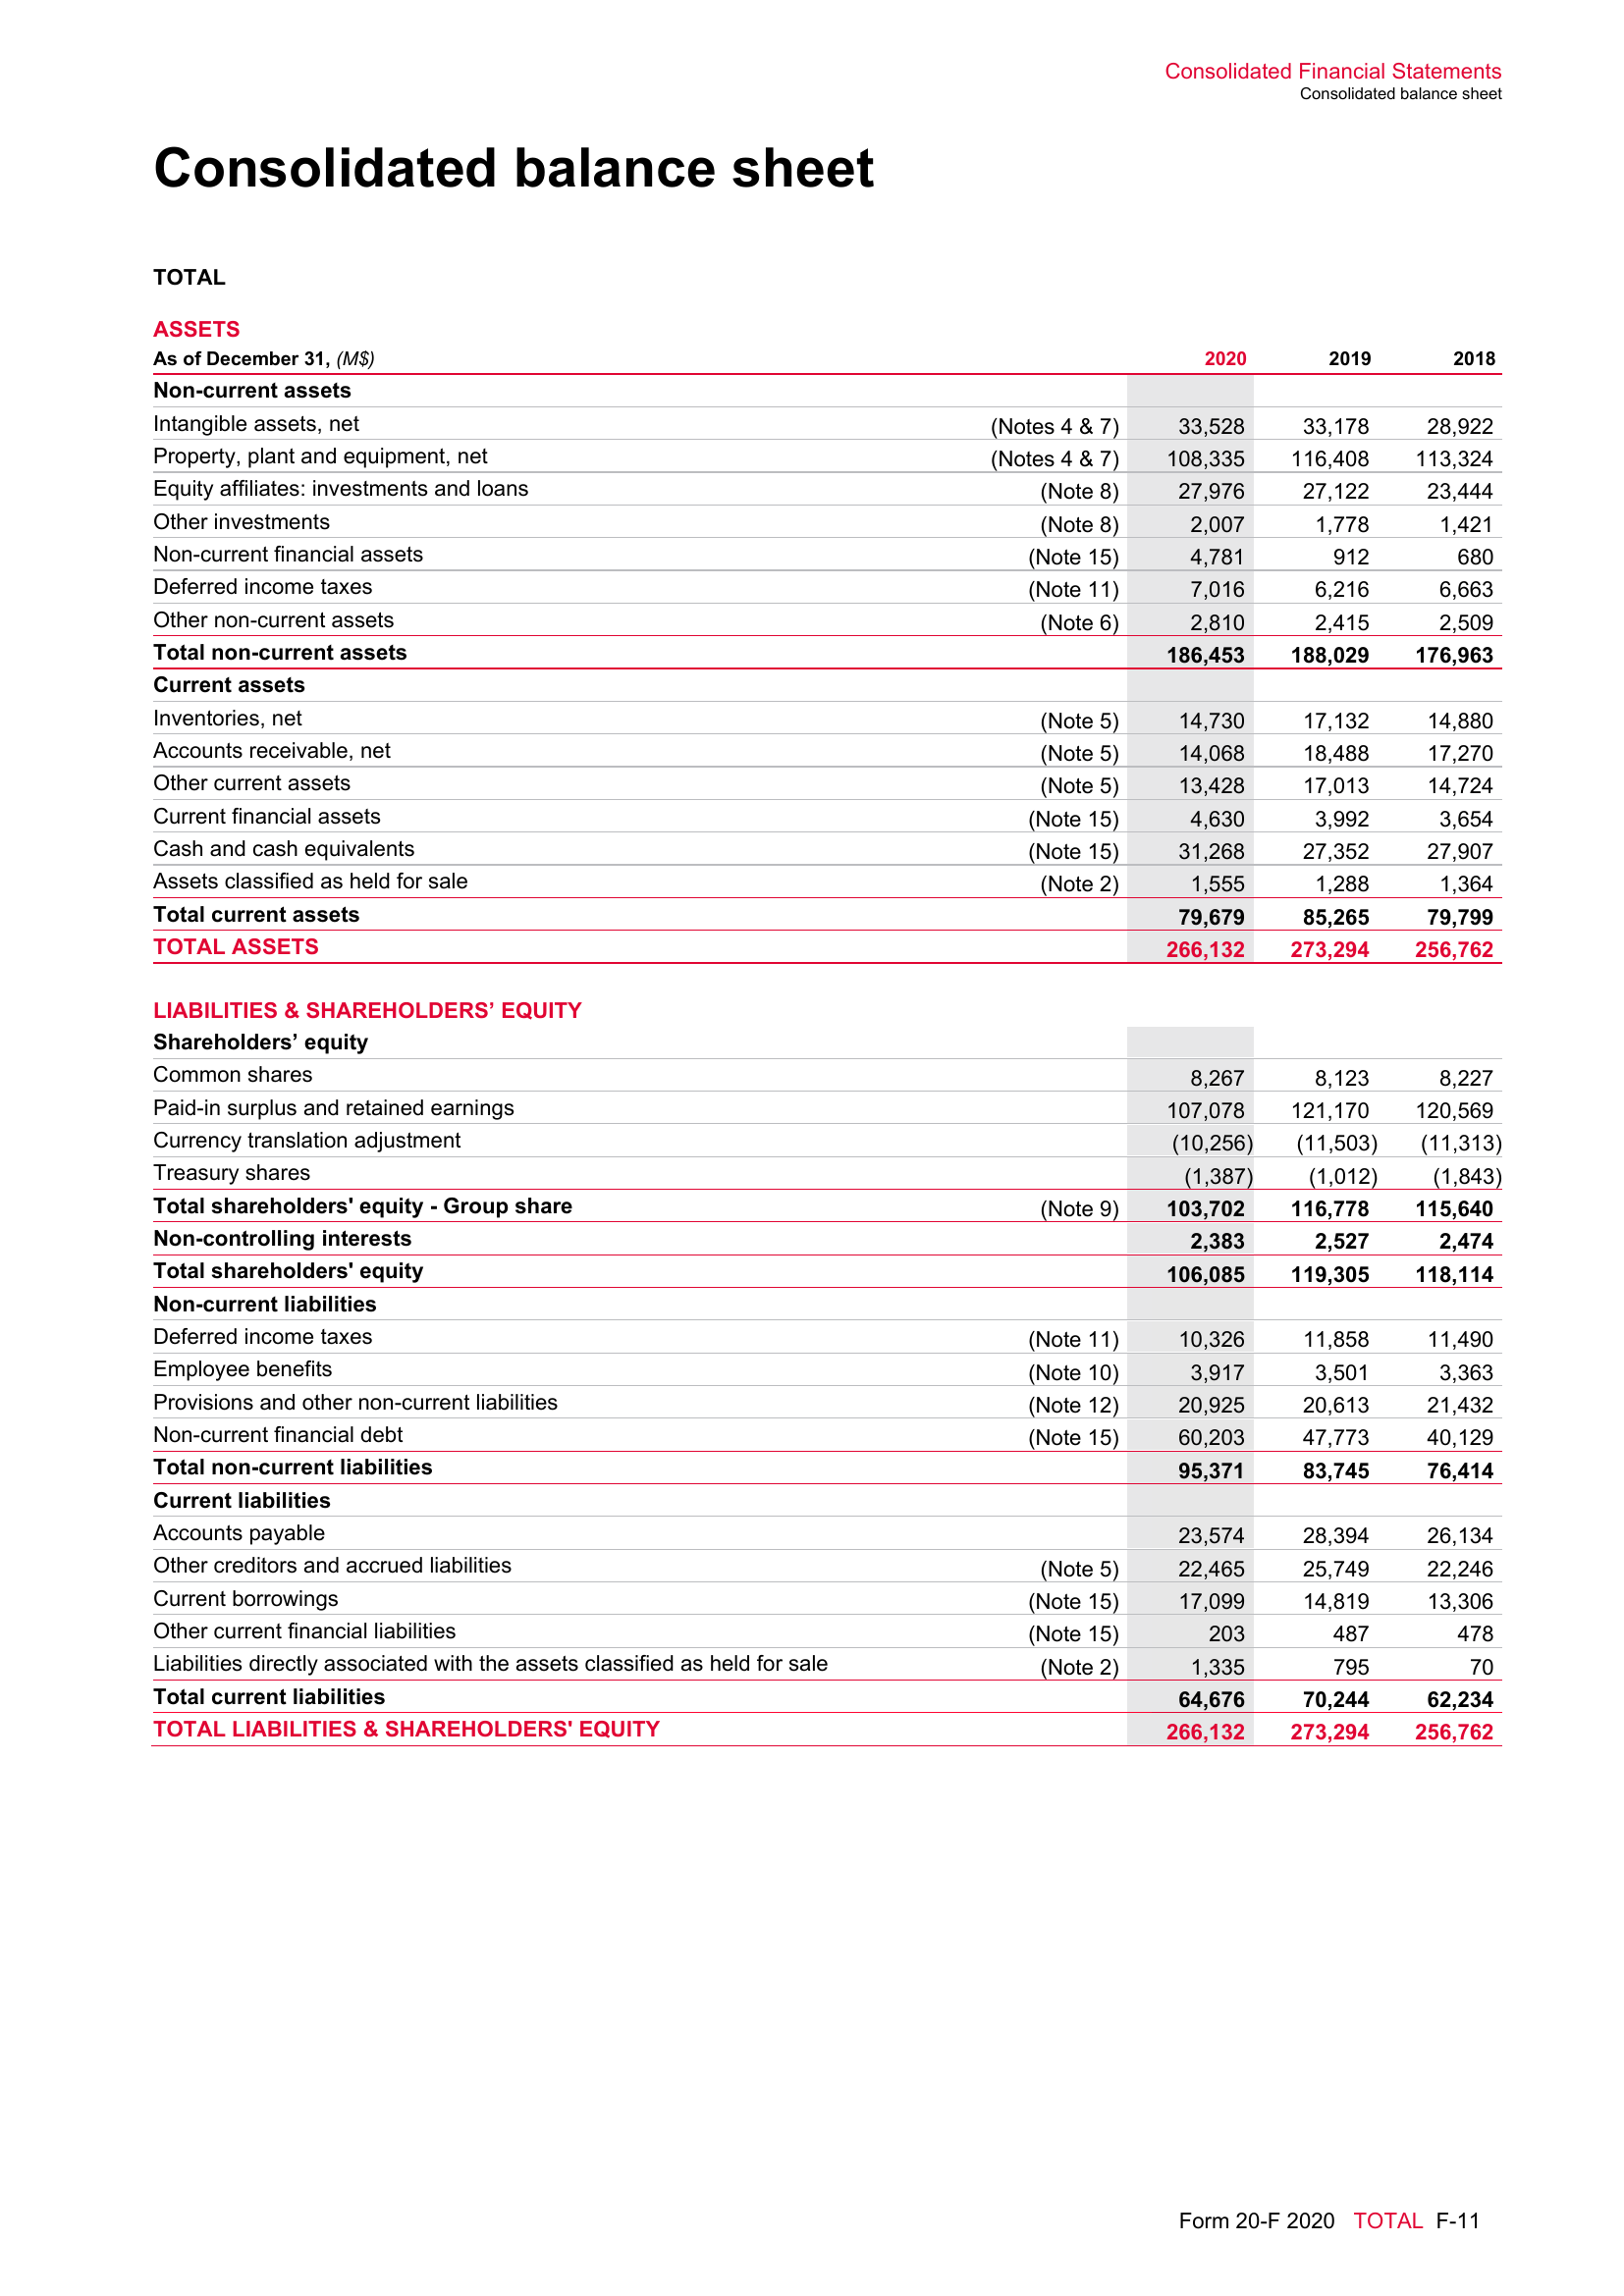 Consolidated Financial Statements
Consolidated balance sheet
Consolidated balance sheet
TOTAL
ASSETS
As of December 31, (M$) 2020 2019 2018
Non-current assets
Intangible assets, net (Notes 4 & 7) 33,528 33,178 28,922
Property, plant and equipment, net (Notes 4 & 7) 108,335 116,408 113,324
Equity affiliates: investments and loans (Note 8) 27,976 27,122 23,444
Other investments (Note 8) 2,007 1,778 1,421
Non-current financial assets (Note 15) 4,781 912 680
Deferred income taxes (Note 11) 7,016 6,216 6,663
Other non-current assets (Note 6) 2,810 2,415 2,509
Total non-current assets 186,453 188,029 176,963
Current assets
Inventories, net (Note 5) 14,730 17,132 14,880
Accounts receivable, net (Note 5) 14,068 18,488 17,270
Other current assets (Note 5) 13,428 17,013 14,724
Current financial assets (Note 15) 4,630 3,992 3,654
Cash and cash equivalents (Note 15) 31,268 27,352 27,907
Assets classified as held for sale (Note 2) 1,555 1,288 1,364
Total current assets 79,679 85,265 79,799
TOTAL ASSETS 266,132 273,294 256,762
LIABILITIES & SHAREHOLDERS’ EQUITY
Shareholders’ equity
Common shares 8,267 8,123 8,227
Paid-in surplus and retained earnings 107,078 121,170 120,569
Currency translation adjustment (10,256) (11,503) (11,313)
Treasury shares (1,387) (1,012) (1,843)
Total shareholders' equity - Group share (Note 9) 103,702 116,778 115,640
Non-controlling interests 2,383 2,527 2,474
Total shareholders' equity 106,085 119,305 118,114
Non-current liabilities
Deferred income taxes (Note 11) 10,326 11,858 11,490
Employee benefits (Note 10) 3,917 3,501 3,363
Provisions and other non-current liabilities (Note 12) 20,925 20,613 21,432
Non-current financial debt (Note 15) 60,203 47,773 40,129
Total non-current liabilities 95,371 83,745 76,414
Current liabilities
Accounts payable 23,574 28,394 26,134
Other creditors and accrued liabilities (Note 5) 22,465 25,749 22,246
Current borrowings (Note 15) 17,099 14,819 13,306
Other current financial liabilities (Note 15) 203 487 478
Liabilities directly associated with the assets classified as held for sale (Note 2) 1,335 795 70
Total current liabilities 64,676 70,244 62,234
TOTAL LIABILITIES & SHAREHOLDERS' EQUITY 266,132 273,294 256,762
Form 20-F 2020 TOTAL F-11